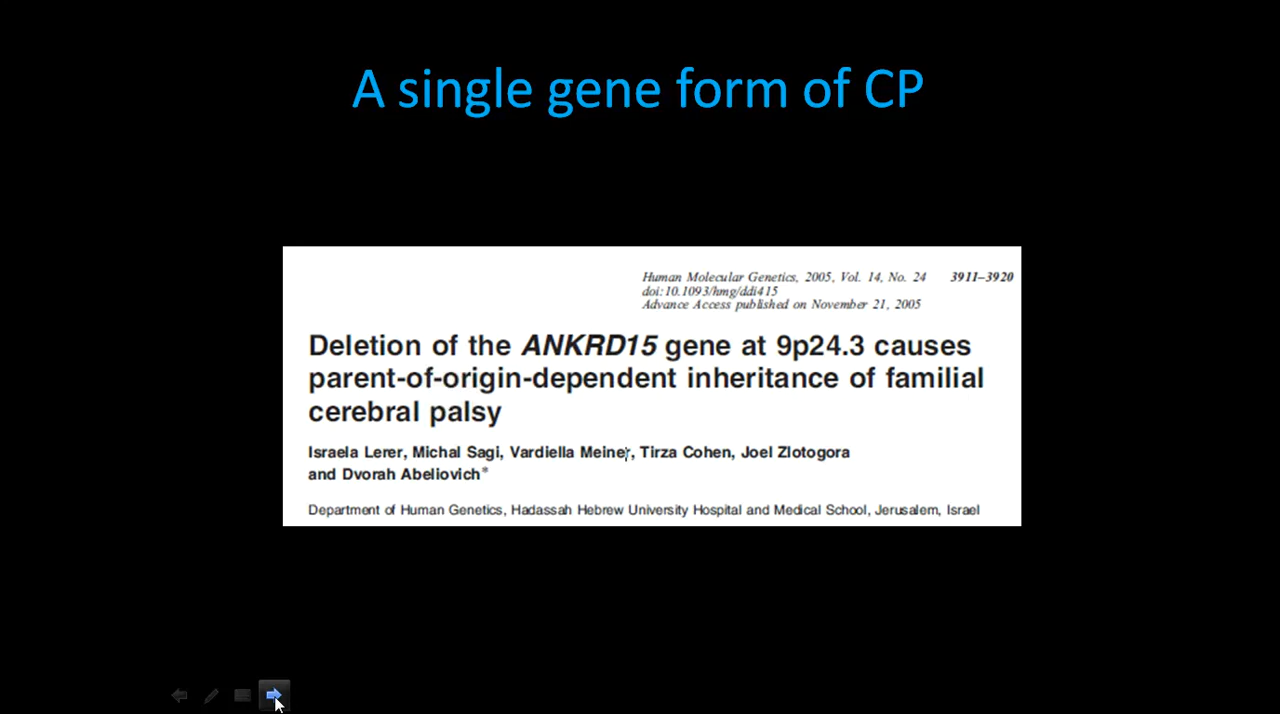 A single gene form of CP
Human Molecular Genetics, 2005, Vol. 14, No. 24 3911–3920
doi:10.1093/hmg/ddi415
Advance Access published on November 21, 2005
Deletion of the ANKRD15 gene at 9p24.3 causes
parent-of-origin-dependent inheritance of familial
cerebral palsy
Israela Lerer, Michal Sagi, Vardiella Meiner, Tirza Cohen, Joel Zlotogora
and Dvorah Abeliovich*
Department of Human Genetics, Hadassah Hebrew University Hospital and Medical School, Jerusalem, Israel